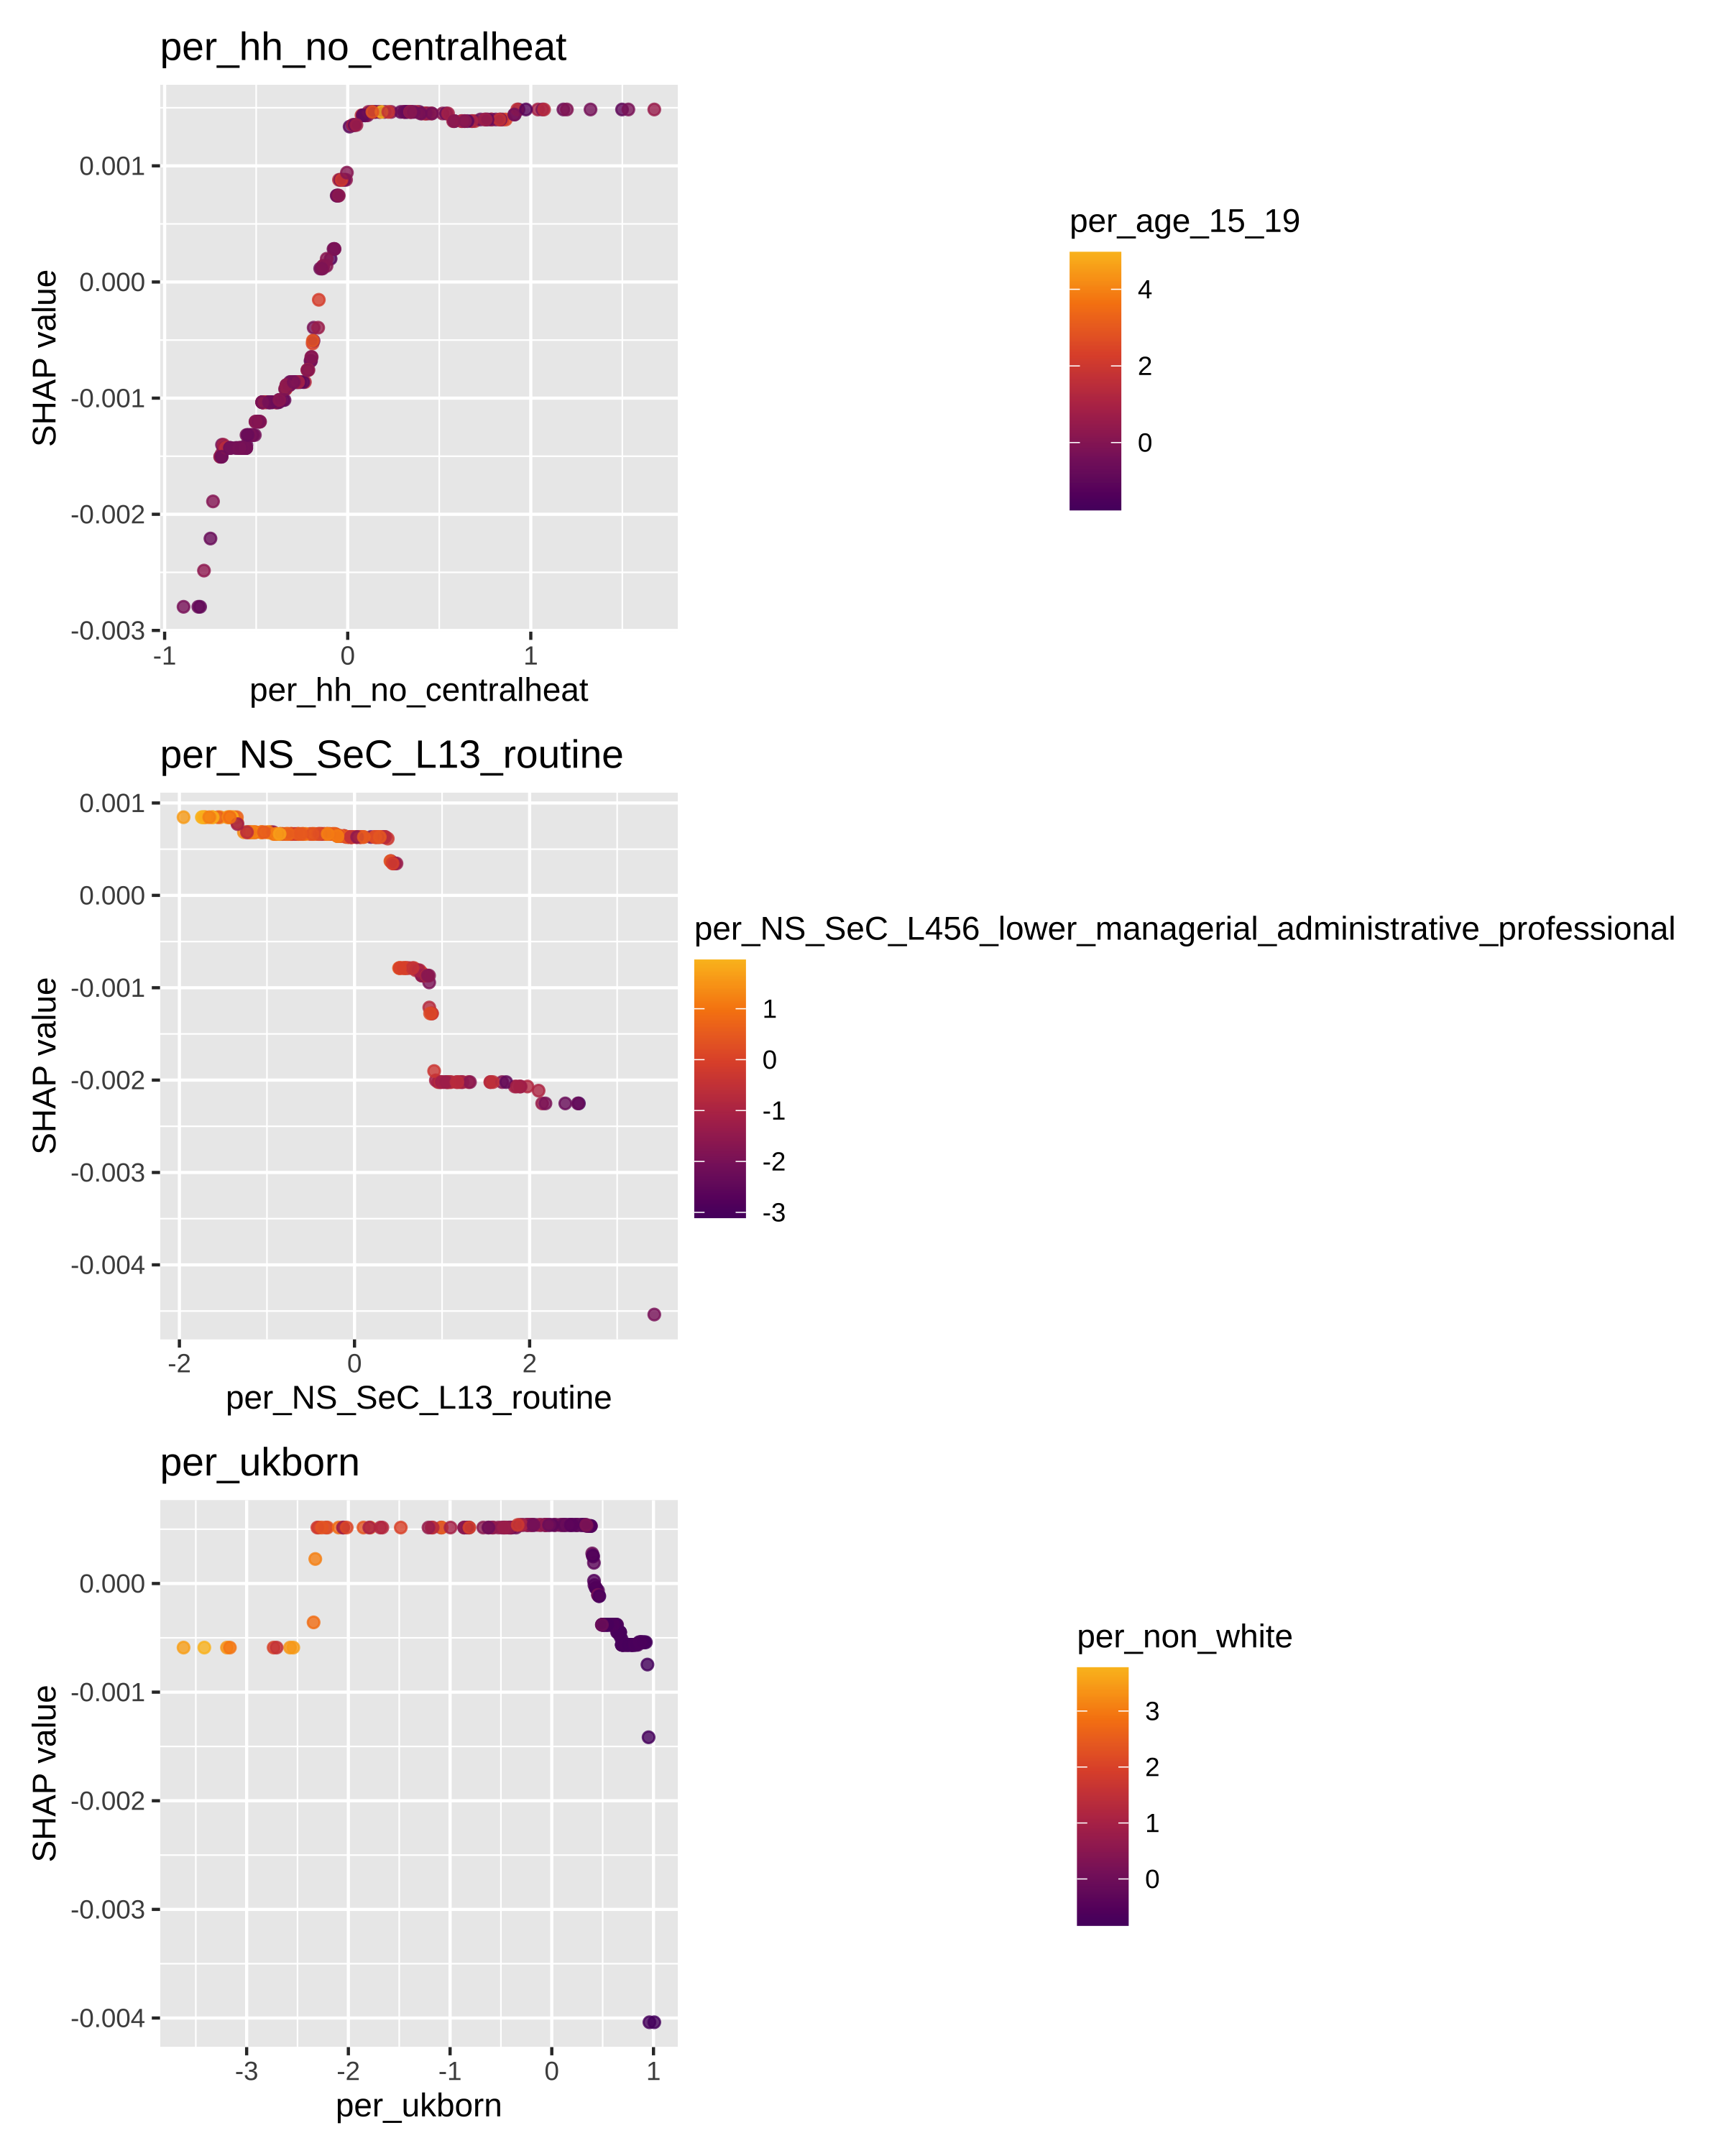 per_hh_no_centralheat
SHAP value
0.001
0.000
-0.001
-0.002
-0.003
-1 0 1
per_hh_no_centralheat
per_age_15_19
4
2
0
per_NS_SeC_L13_routine
SHAP value
0.001
0.000
-0.001
-0.002
-0.003
-0.004
-2 0 2
per_NS_SeC_L13_routine
per_NS_SeC_L456_lower_managerial_administrative_professional
1
0
-1
-2
-3
per_ukborn
SHAP value
0.000
-0.001
-0.002
-0.003
-0.004
-3 -2 -1 0 1
per_ukborn
per_non_white
3
2
1
0